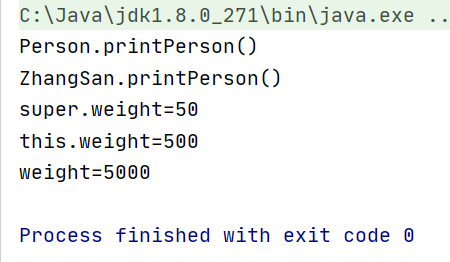 C:\Java\jdk1.8.0_271\bin\java.exe ..
Person.printPerson()
ZhangSan.printPerson()
super.weight=50
this.weight=500
weight=5000
Process finished with exit code 0